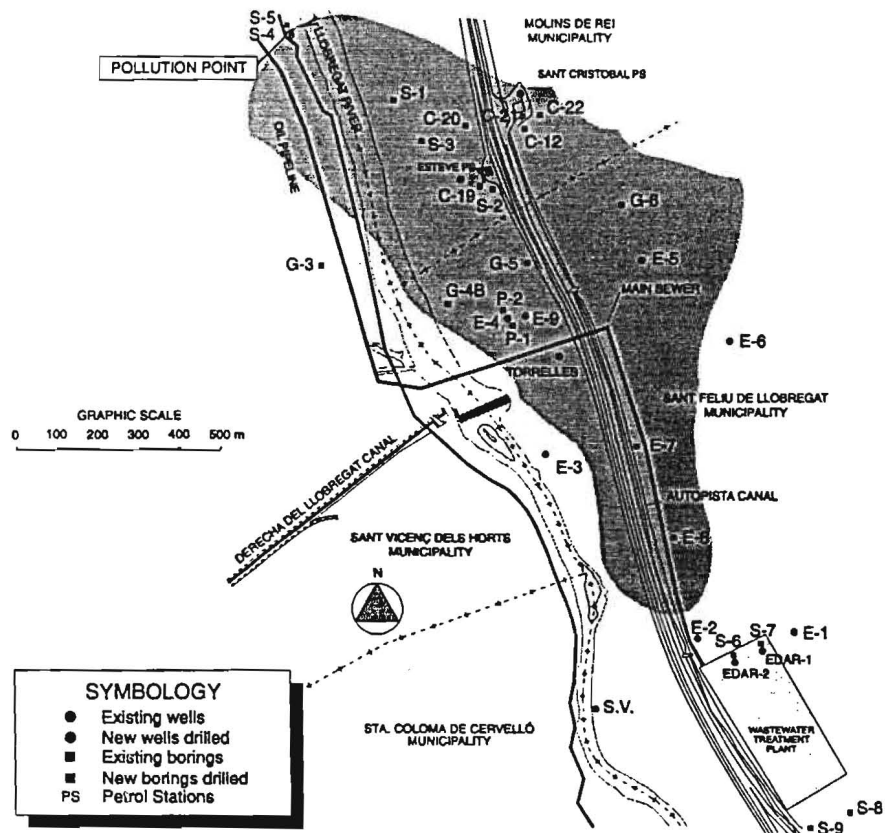 S-5
S-4
POLLUTION POINT
LLOBREGAT RIVER
OIL PIPELINE
MOLINS DE REI
MUNICIPALITY
SANT CRISTOBAL PS
S-1
C-20
C-22
C-12
S-3
ESTEVE PS
C-19
S-2
G-3
G-5
E-5
G-4B
P-2
E-4
E-9
P-1
MAIN SEWER
E-6
TORRELLES
SANT FELIU DE LLOBREGAT
MUNICIPALITY
GRAPHIC SCALE
0 100 200 300 400 500 m
E-7
E-3
DERECHA DEL LLOBREGAT CANAL
AUTOPISTA CANAL
SANT VICENÇ DELS HORTS
MUNICIPALITY
E-8
N
E-2
S-6
S-7
E-1
EDAR-1
EDAR-2
WASTEWATER
TREATMENT
PLANT
S.V.
STA. COLOMA DE CERVELLÓ
MUNICIPALITY
S-8
S-9
SYMBOLOGY
Existing wells
New wells drilled
Existing borings
New borings drilled
PS Petrol Stations